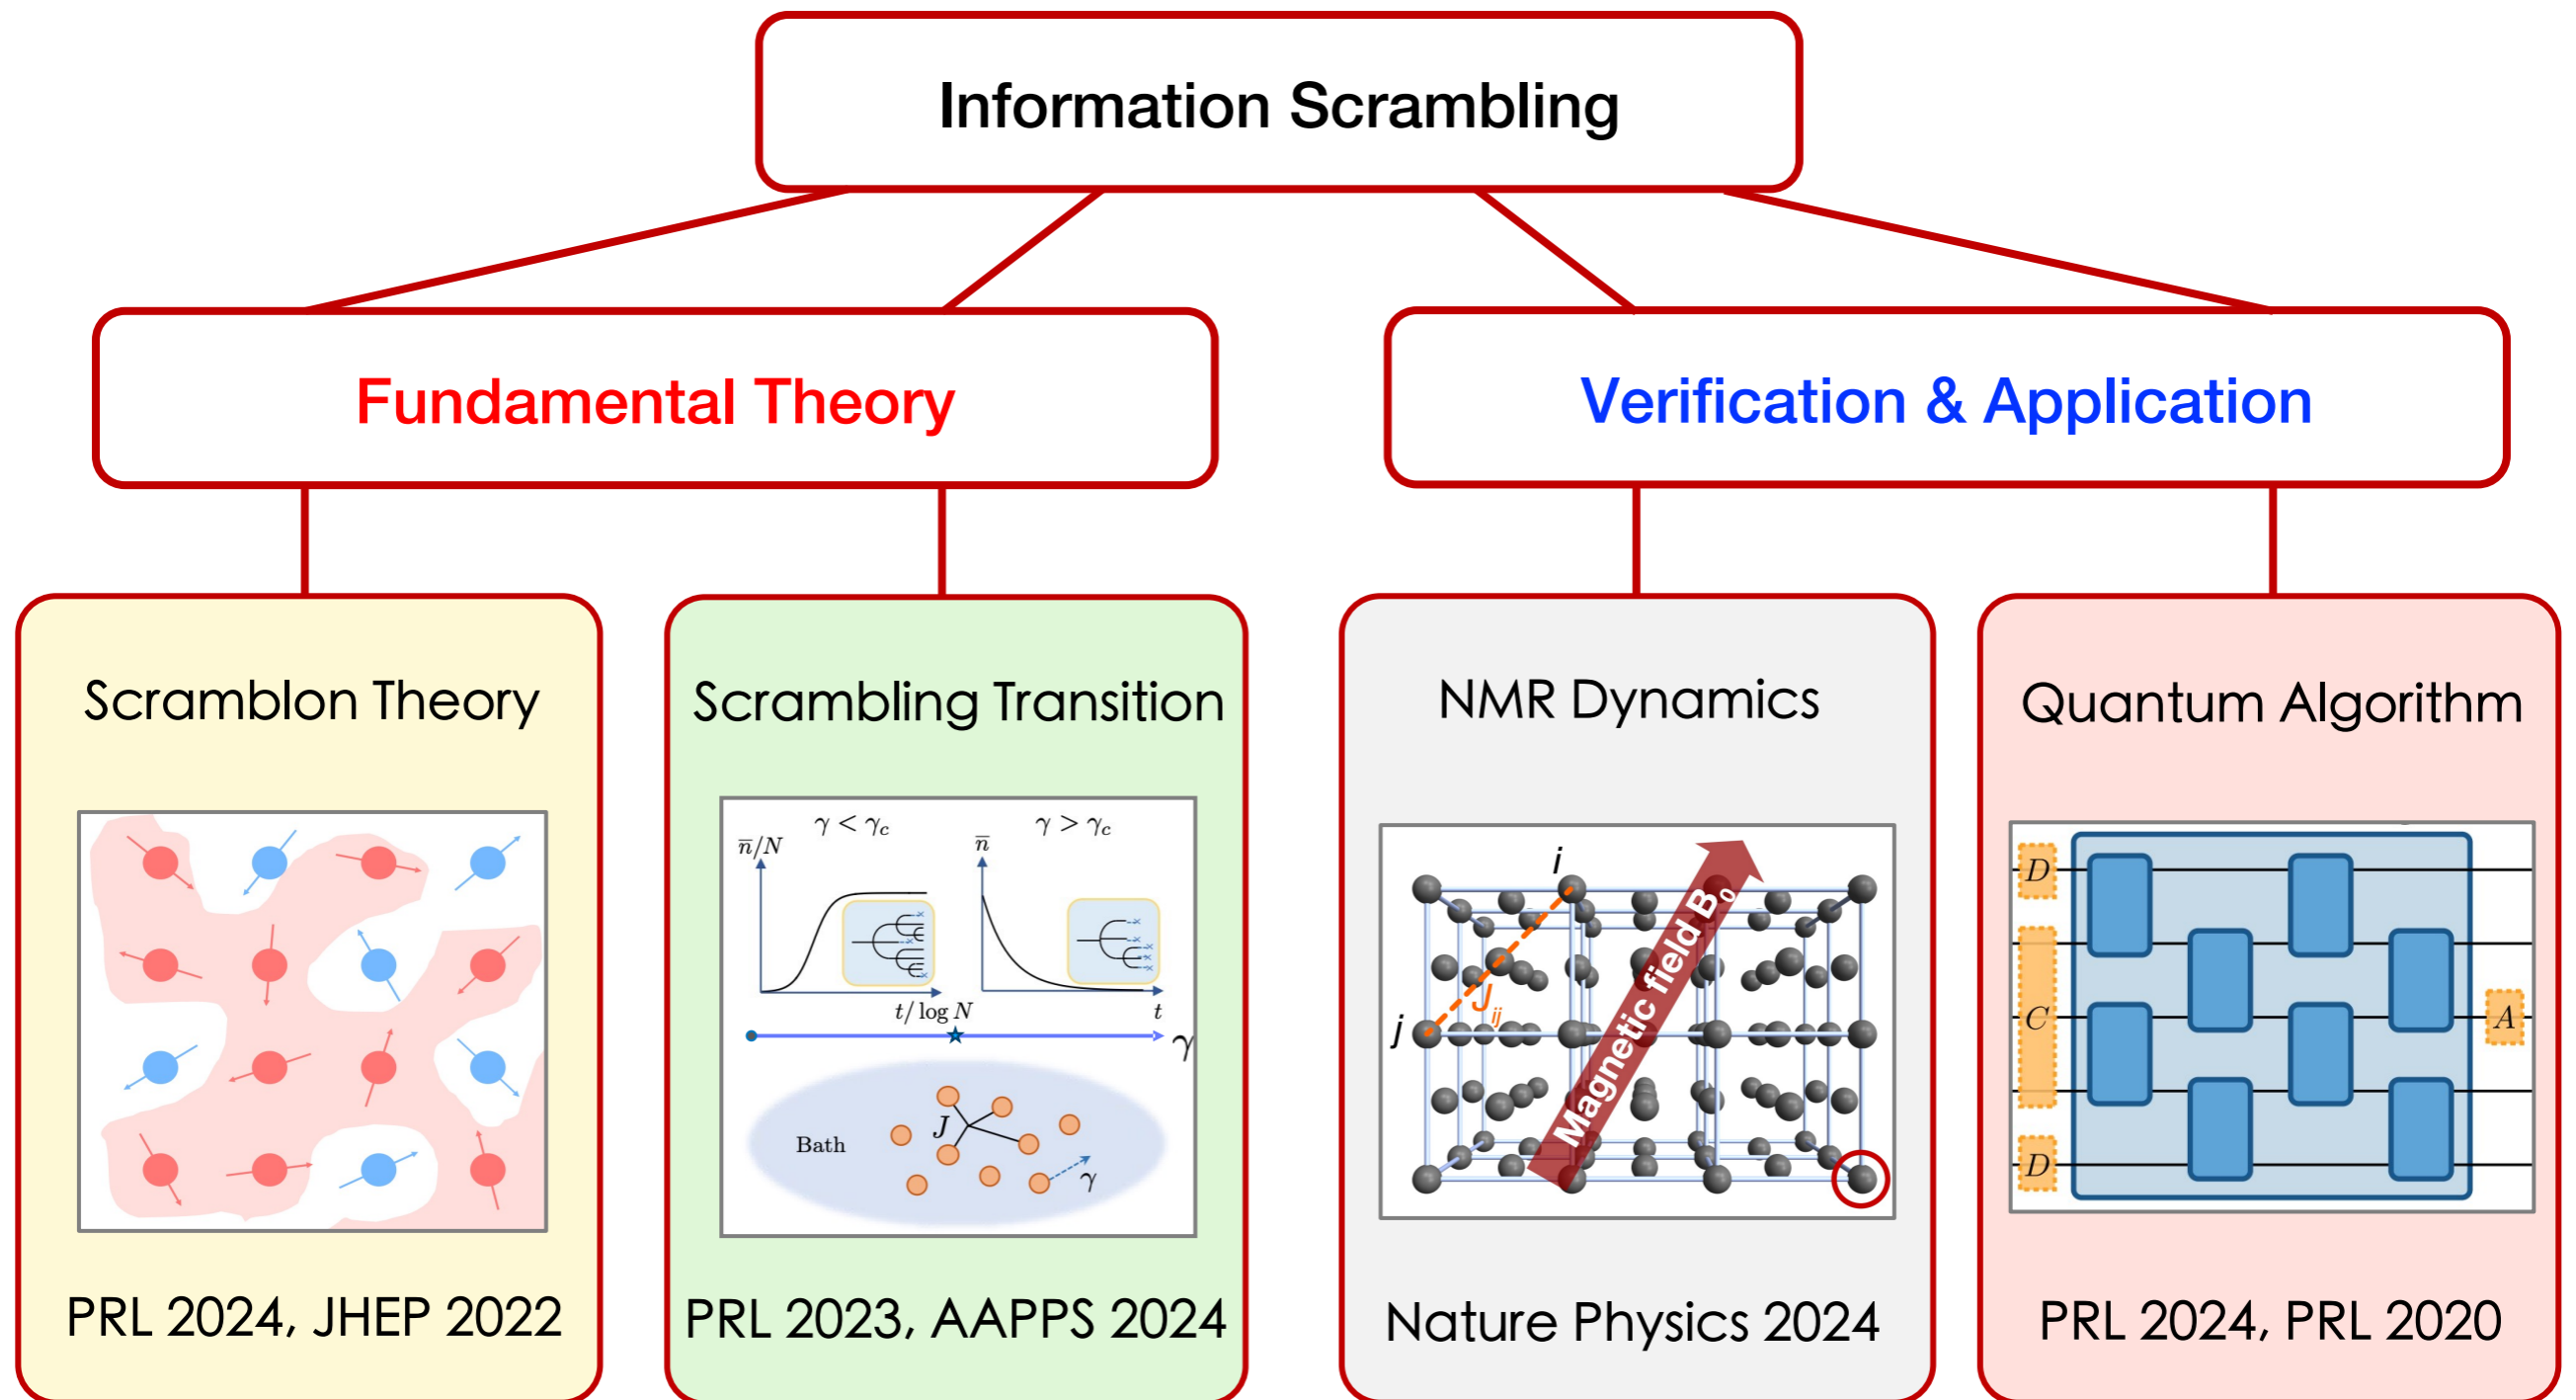 Information Scrambling
Fundamental Theory
Verification & Application
Scramblon Theory
PRL 2024, JHEP 2022
Scrambling Transition
γ < γc
γ > γc
n̅/N
n̅
t/ log N
t
γ
J
Bath
γ
PRL 2023, AAPPS 2024
NMR Dynamics
i
j
Jij
Magnetic field B0
Nature Physics 2024
Quantum Algorithm
D
C
A
D
PRL 2024, PRL 2020